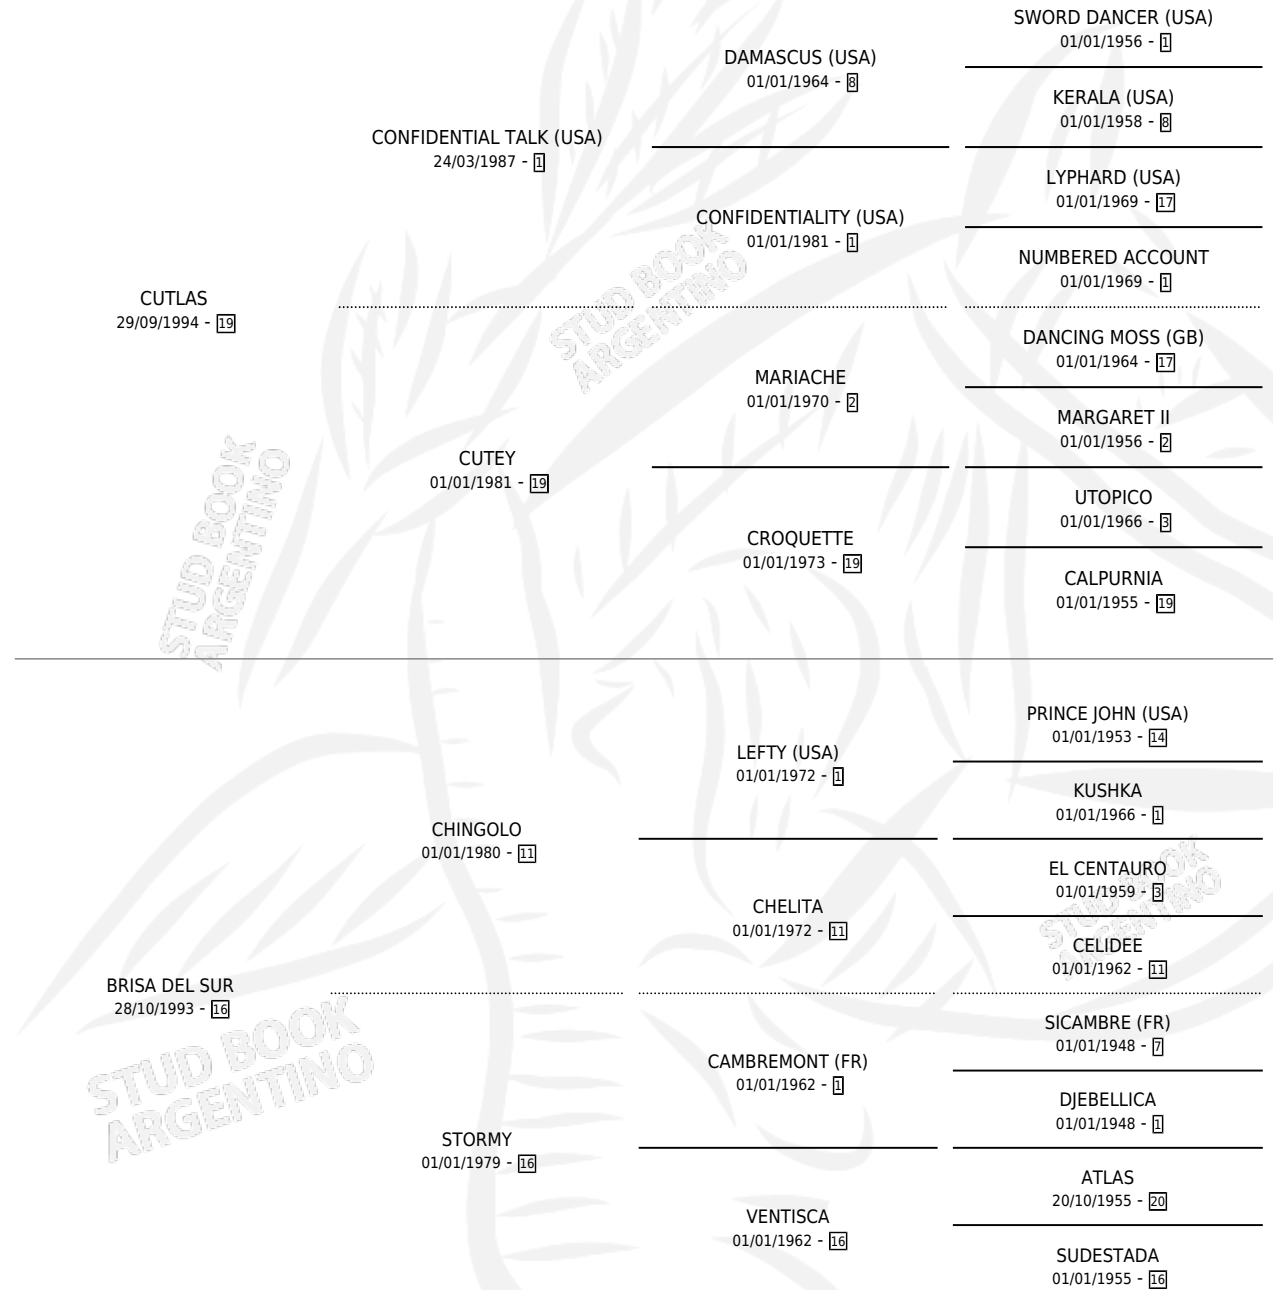 SWORD DANCER (USA)
01/01/1956 - 1
DAMASCUS (USA)
01/01/1964 - 8
KERALA (USA)
01/01/1958 - 8
CONFIDENTIAL TALK (USA)
24/03/1987 - 1
LYPHARD (USA)
01/01/1969 - 17
CONFIDENTIALITY (USA)
01/01/1981 - 1
NUMBERED ACCOUNT
01/01/1969 - 1
CUTLAS
29/09/1994 - 19
STUD BOOK
ARGENTINO
DANCING MOSS (GB)
01/01/1964 - 17
MARIACHE
01/01/1970 - 2
MARGARET II
01/01/1956 - 2
CUTEY
01/01/1981 - 19
UTOPICO
01/01/1966 - 3
CROQUETTE
01/01/1973 - 19
CALPURNIA
01/01/1955 - 19
STUD BOOK
ARGENTINO
PRINCE JOHN (USA)
01/01/1953 - 14
LEFTY (USA)
01/01/1972 - 1
KUSHKA
01/01/1966 - 1
CHINGOLO
01/01/1980 - 11
EL CENTAURO
01/01/1959 - 3
CHELITA
01/01/1972 - 11
CELIDEE
01/01/1962 - 11
STUD BOOK
ARGENTINO
BRISA DEL SUR
28/10/1993 - 16
SICAMBRE (FR)
01/01/1948 - 7
CAMBREMONT (FR)
01/01/1962 - 1
DJEBELLICA
01/01/1948 - 1
STUD BOOK
ARGENTINO
STORMY
01/01/1979 - 16
ATLAS
20/10/1955 - 20
VENTISCA
01/01/1962 - 16
SUDESTADA
01/01/1955 - 16